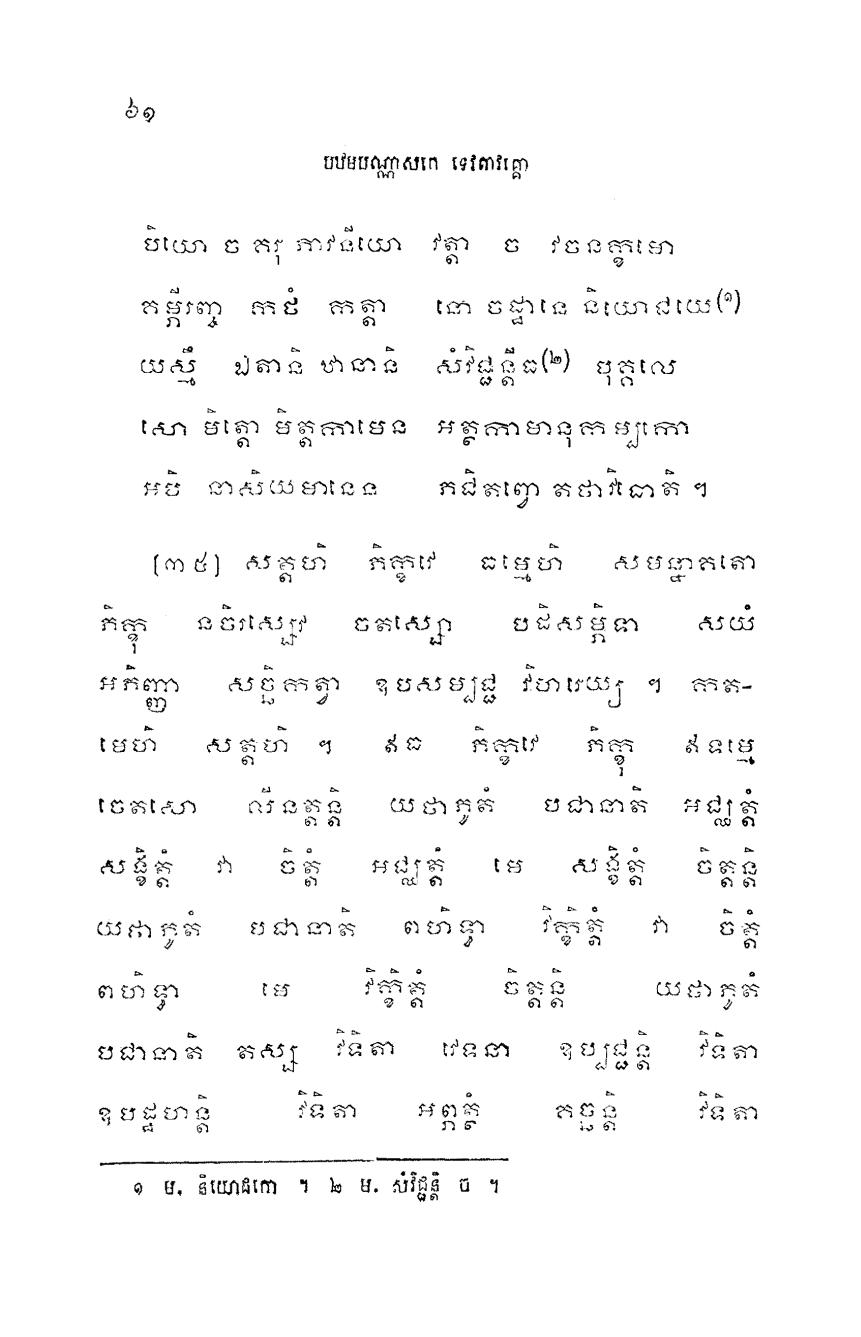 ៦១
បឋមបណ្ណាសកេ ទេវតាវគ្គោ
បិយោ ច គរុ ភាវនីយោ វត្តា ច វចនក្ខមោ
គម្ភីរញ្ច កថំ កត្តា នោ ចដ្ឋានេ និយោជយេ(១)
យស្មឹ ឯតានិ ឋានានិ សំវិជ្ជន្តីធ(២) បុគ្គលេ
សោ មិត្តោ មិត្តកាមេន អត្ថកាមានុកម្បកោ
អបិ នាសិយមានេន ភជិតព្វោ តថាវិធោតិ ។
[៣៥] សត្តហិ ភិក្ខវេ ធម្មេហិ សមន្នាគតោ
ភិក្ខុ នចិរស្សេវ ចតស្សោ បដិសម្ភិទា សយំ
អភិញ្ញា សច្ឆិកត្វា ឧបសម្បជ្ជ វិហរេយ្យ ។ កត-
មេហិ សត្តហិ ។ ឥធ ភិក្ខវេ ភិក្ខុ ឥទម្មេ
ចេតសោ លីនត្តន្តិ យថាភូតំ បជានាតិ អជ្ឈត្តំ
សង្ខិត្តំ វា ចិត្តំ អជ្ឈត្តំ មេ សង្ខិត្តំ ចិត្តន្តិ
យថាភូតំ បជានាតិ ពហិទ្ធា វិក្ខិត្តំ វា ចិត្តំ
ពហិទ្ធា មេ វិក្ខិត្តំ ចិត្តន្តិ យថាភូតំ
បជានាតិ តស្ស វិទិតា វេទនា ឧប្បជ្ជន្តិ វិទិតា
ឧបដ្ឋហន្តិ វិទិតា អព្ភត្ថំ គច្ឆន្តិ វិទិតា
១ ម. និយោជកោ ។ ២ ម. សំវិជ្ជន្តិ ច ។